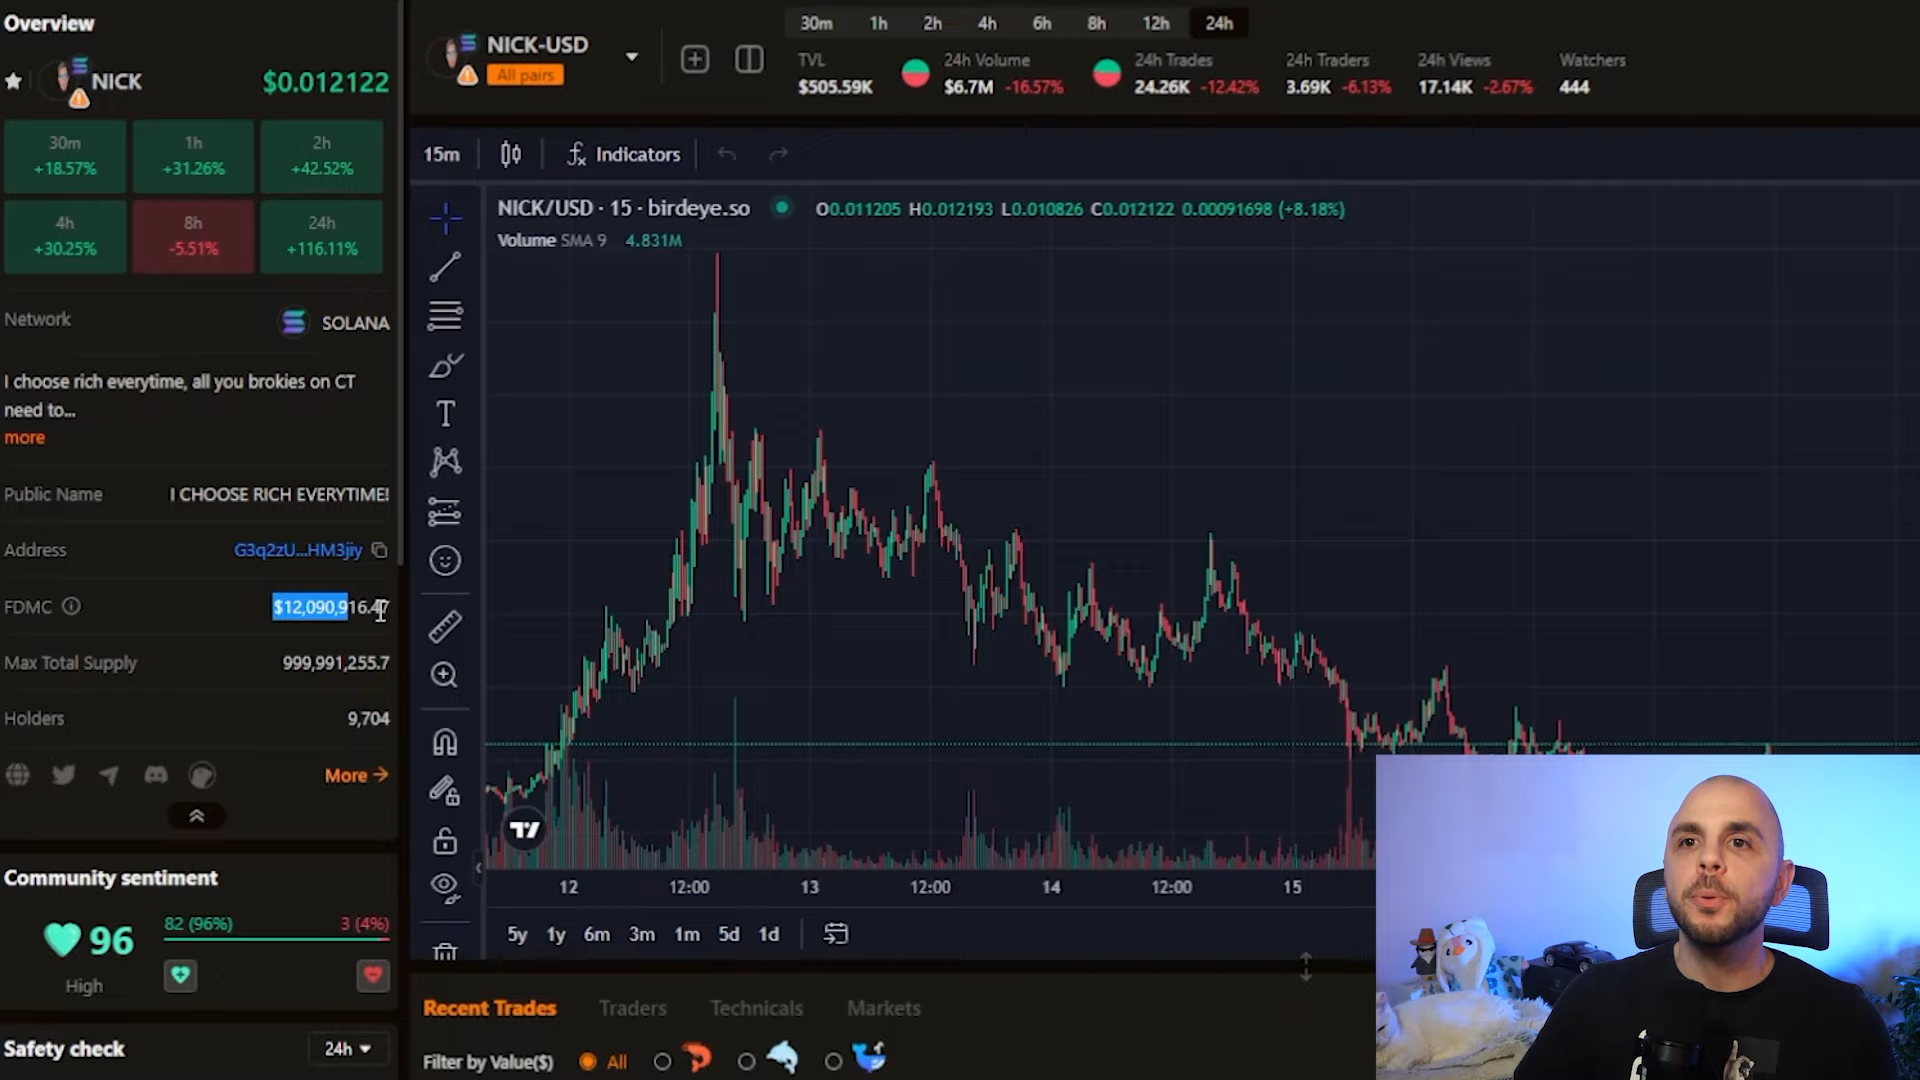 Overview
NICK
$0.012122
30m
+18.57%
1h
+31.26%
2h
+42.52%
4h
+30.25%
8h
-5.51%
24h
+116.11%
Network
SOLANA
I choose rich everytime, all you brokies on CT
need to...
more
Public Name
I CHOOSE RICH EVERYTIME!
Address
G3q2zU...HM3jiy
FDMC
$12,090,916.47
Max Total Supply
999,991,255.7
Holders
9,704
More →
Community sentiment
96
High
82 (96%)
3 (4%)
Safety check
24h
NICK-USD
All pairs
30m 1h 2h 4h 6h 8h 12h 24h
TVL
$505.59K
24h Volume
$6.7M -16.57%
24h Trades
24.26K -12.42%
24h Traders
3.69K -6.13%
24h Views
17.14K -2.67%
Watchers
444
15m
Indicators
NICK/USD · 15 · birdeye.so
O0.011205 H0.012193 L0.010826 C0.012122 0.00091698 (+8.18%)
Volume SMA 9 4.831M
12 12:00 13 12:00 14 12:00 15
5y 1y 6m 3m 1m 5d 1d
Recent Trades
Traders
Technicals
Markets
Filter by Value($)
All